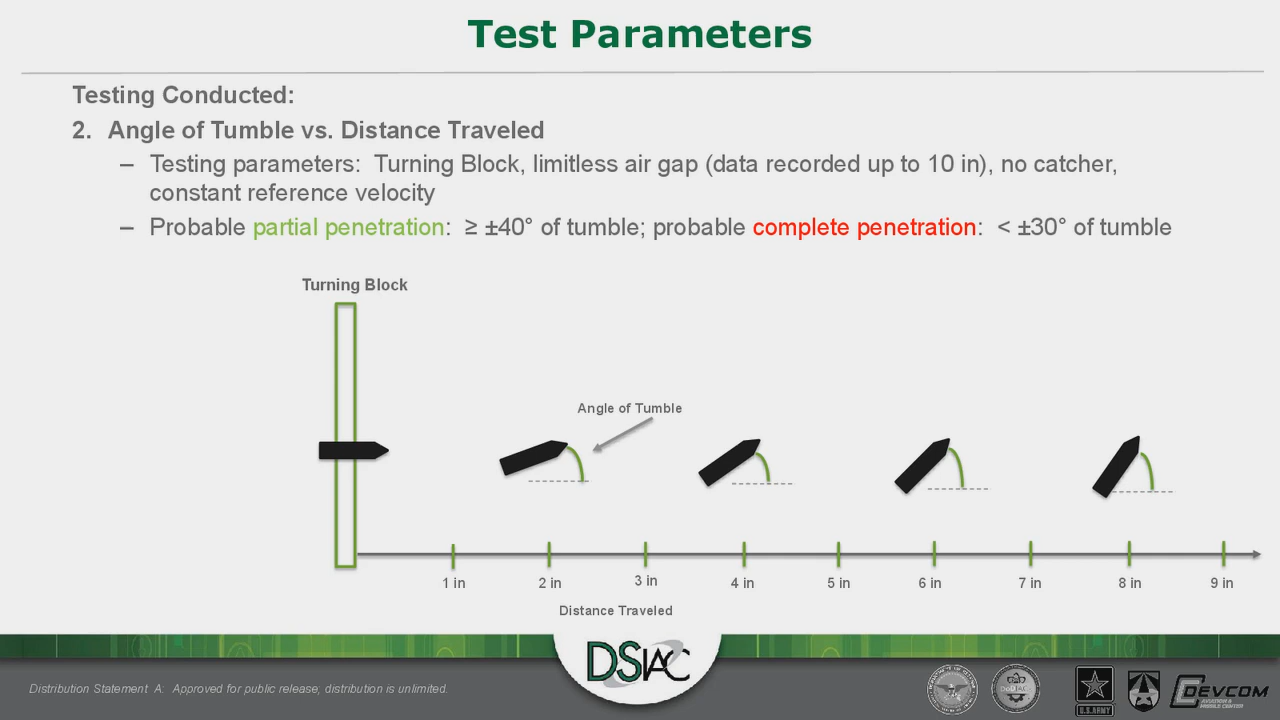 Test Parameters
Testing Conducted:
2. Angle of Tumble vs. Distance Traveled
– Testing parameters: Turning Block, limitless air gap (data recorded up to 10 in), no catcher,
constant reference velocity
– Probable partial penetration: ≥ ±40° of tumble; probable complete penetration: < ±30° of tumble
Turning Block
Angle of Tumble
1 in
2 in
3 in
4 in
5 in
6 in
7 in
8 in
9 in
Distance Traveled
DSIAC
Distribution Statement A: Approved for public release; distribution is unlimited.
U.S. ARMY
DEVCOM
AVIATION &
MISSILE CENTER